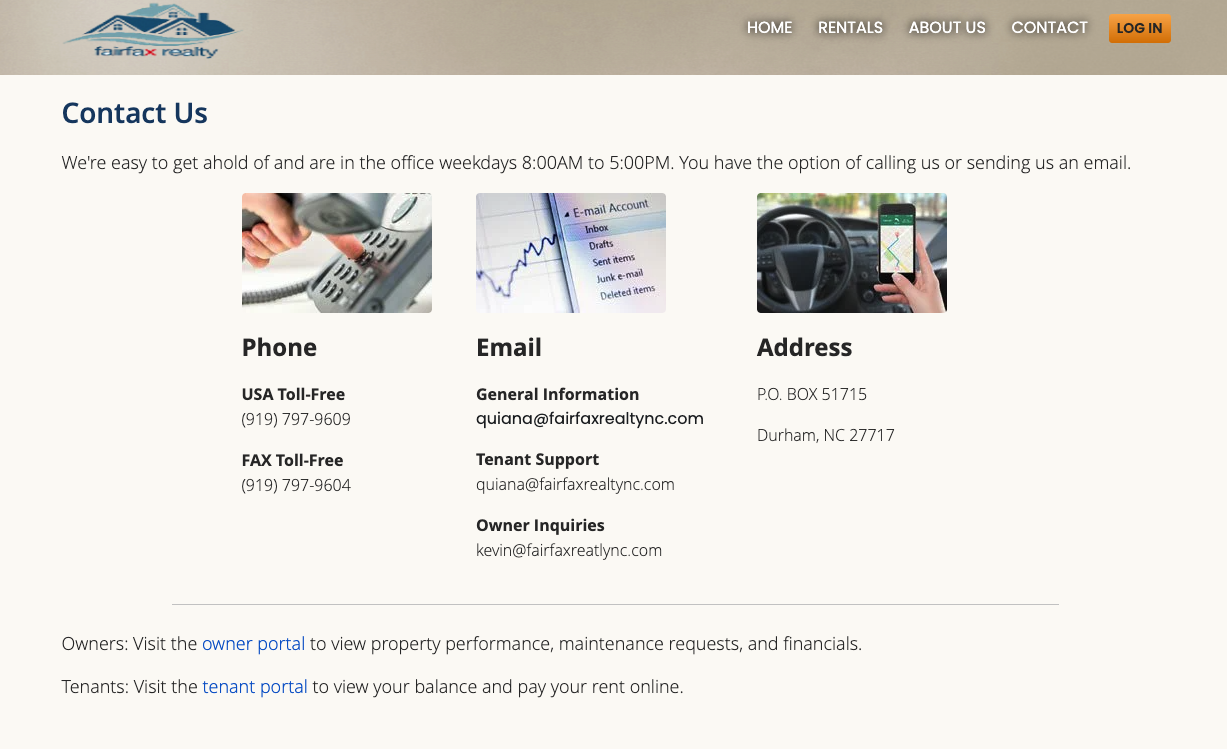 fairfax realty
HOME RENTALS ABOUT US CONTACT LOG IN
Contact Us
We're easy to get ahold of and are in the office weekdays 8:00AM to 5:00PM. You have the option of calling us or sending us an email.
E-mail Account
Inbox
Drafts
Sent items
Junk e-mail
Deleted items
Phone
USA Toll-Free
(919) 797-9609
FAX Toll-Free
(919) 797-9604
Email
General Information
quiana@fairfaxrealtync.com
Tenant Support
quiana@fairfaxrealtync.com
Owner Inquiries
kevin@fairfaxreatlync.com
Address
P.O. BOX 51715
Durham, NC 27717
Owners: Visit the owner portal to view property performance, maintenance requests, and financials.
Tenants: Visit the tenant portal to view your balance and pay your rent online.